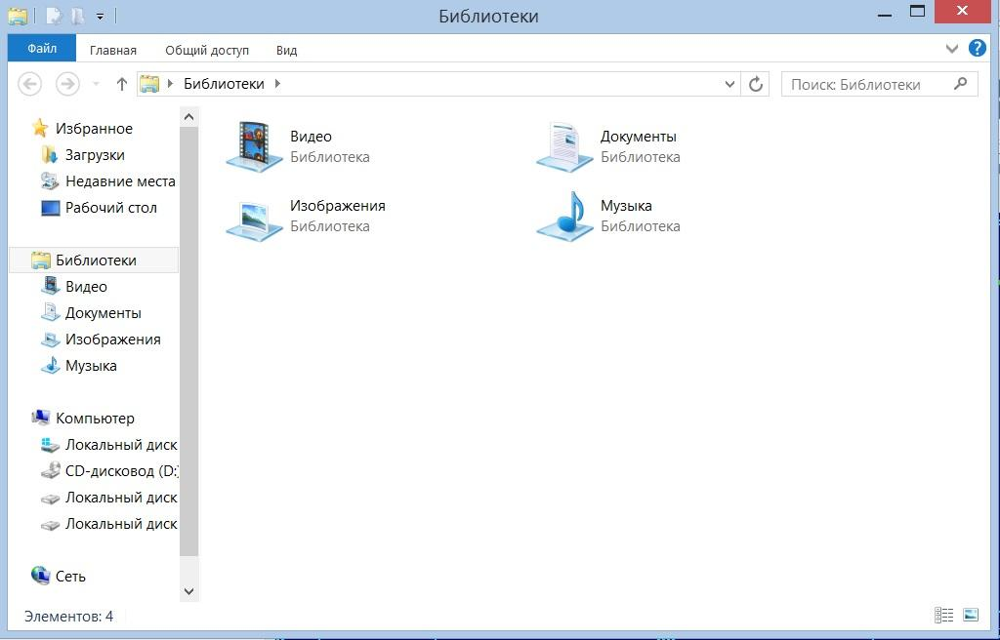 Библиотеки
Файл Главная Общий доступ Вид
Библиотеки Поиск: Библиотеки
Избранное
Загрузки
Недавние места
Рабочий стол
Библиотеки
Видео
Документы
Изображения
Музыка
Компьютер
Локальный диск
CD-дисковод (D:)
Локальный диск
Локальный диск
Сеть
Видео
Библиотека
Документы
Библиотека
Изображения
Библиотека
Музыка
Библиотека
Элементов: 4